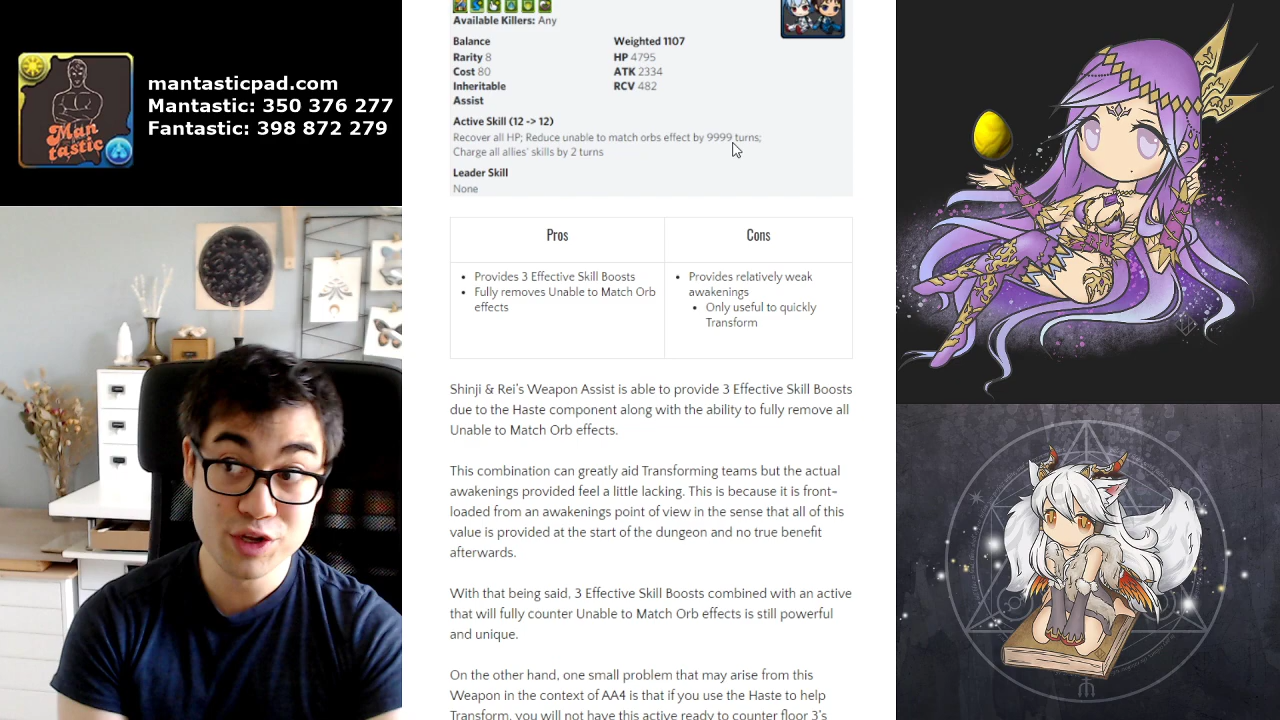 Man
tastic
mantasticpad.com
Mantastic: 350 376 277
Fantastic: 398 872 279
Available Killers: Any
Balance
Weighted 1107
Rarity 8
HP 4795
Cost 80
ATK 2334
Inheritable
RCV 482
Assist
Active Skill (12 -> 12)
Recover all HP; Reduce unable to match orbs effect by 9999 turns;
Charge all allies' skills by 2 turns
Leader Skill
None
Pros
Cons
• Provides 3 Effective Skill Boosts
• Fully removes Unable to Match Orb
effects
• Provides relatively weak
awakenings
• Only useful to quickly
Transform
Shinji & Rei's Weapon Assist is able to provide 3 Effective Skill Boosts
due to the Haste component along with the ability to fully remove all
Unable to Match Orb effects.
This combination can greatly aid Transforming teams but the actual
awakenings provided feel a little lacking. This is because it is front-
loaded from an awakenings point of view in the sense that all of this
value is provided at the start of the dungeon and no true benefit
afterwards.
With that being said, 3 Effective Skill Boosts combined with an active
that will fully counter Unable to Match Orb effects is still powerful
and unique.
On the other hand, one small problem that may arise from this
Weapon in the context of AA4 is that if you use the Haste to help
Transform, you will not have this active ready to counter floor 3's